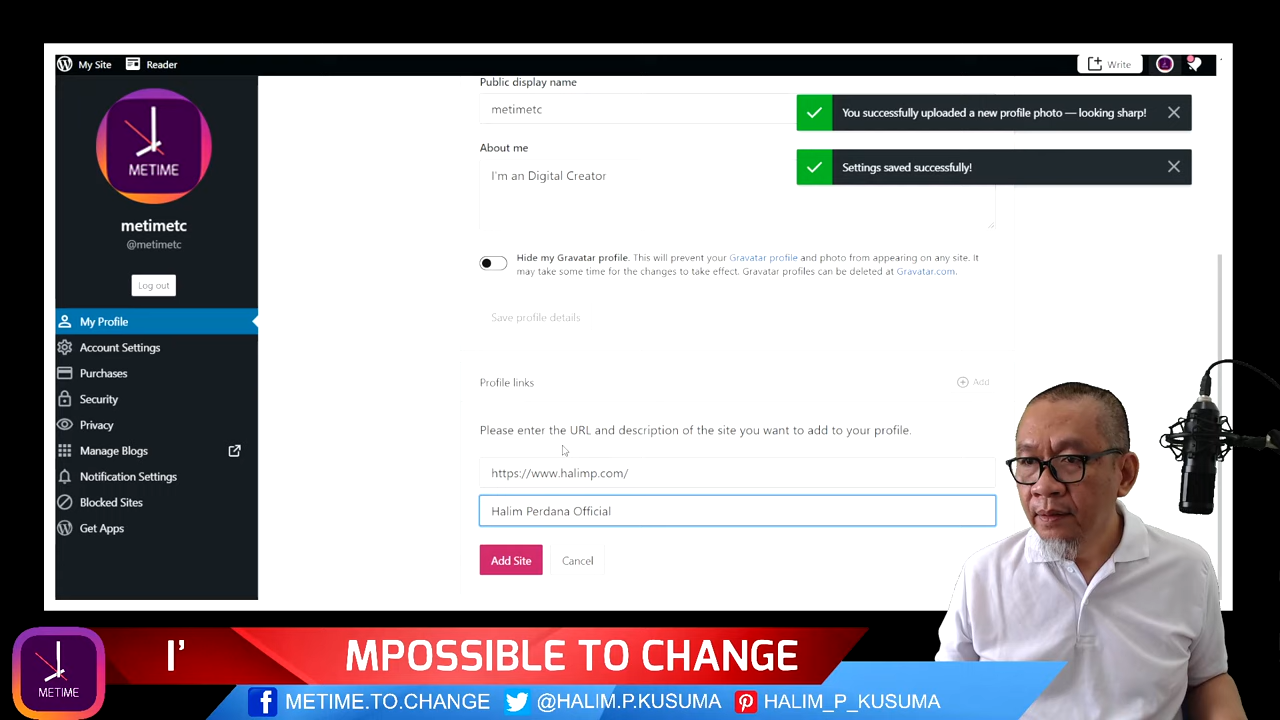 My Site
Reader
Write
METIME
metimetc
@metimetc
Log out
My Profile
Account Settings
Purchases
Security
Privacy
Manage Blogs
Notification Settings
Blocked Sites
Get Apps
Public display name
metimetc
About me
I'm an Digital Creator
You successfully uploaded a new profile photo — looking sharp!
Settings saved successfully!
Hide my Gravatar profile. This will prevent your Gravatar profile and photo from appearing on any site. It
may take some time for the changes to take effect. Gravatar profiles can be deleted at Gravatar.com.
Save profile details
Profile links
Add
Please enter the URL and description of the site you want to add to your profile.
https://www.halimp.com/
Halim Perdana Official
Add Site
Cancel
METIME
I' MPOSSIBLE TO CHANGE
METIME.TO.CHANGE
@HALIM.P.KUSUMA
HALIM_P_KUSUMA